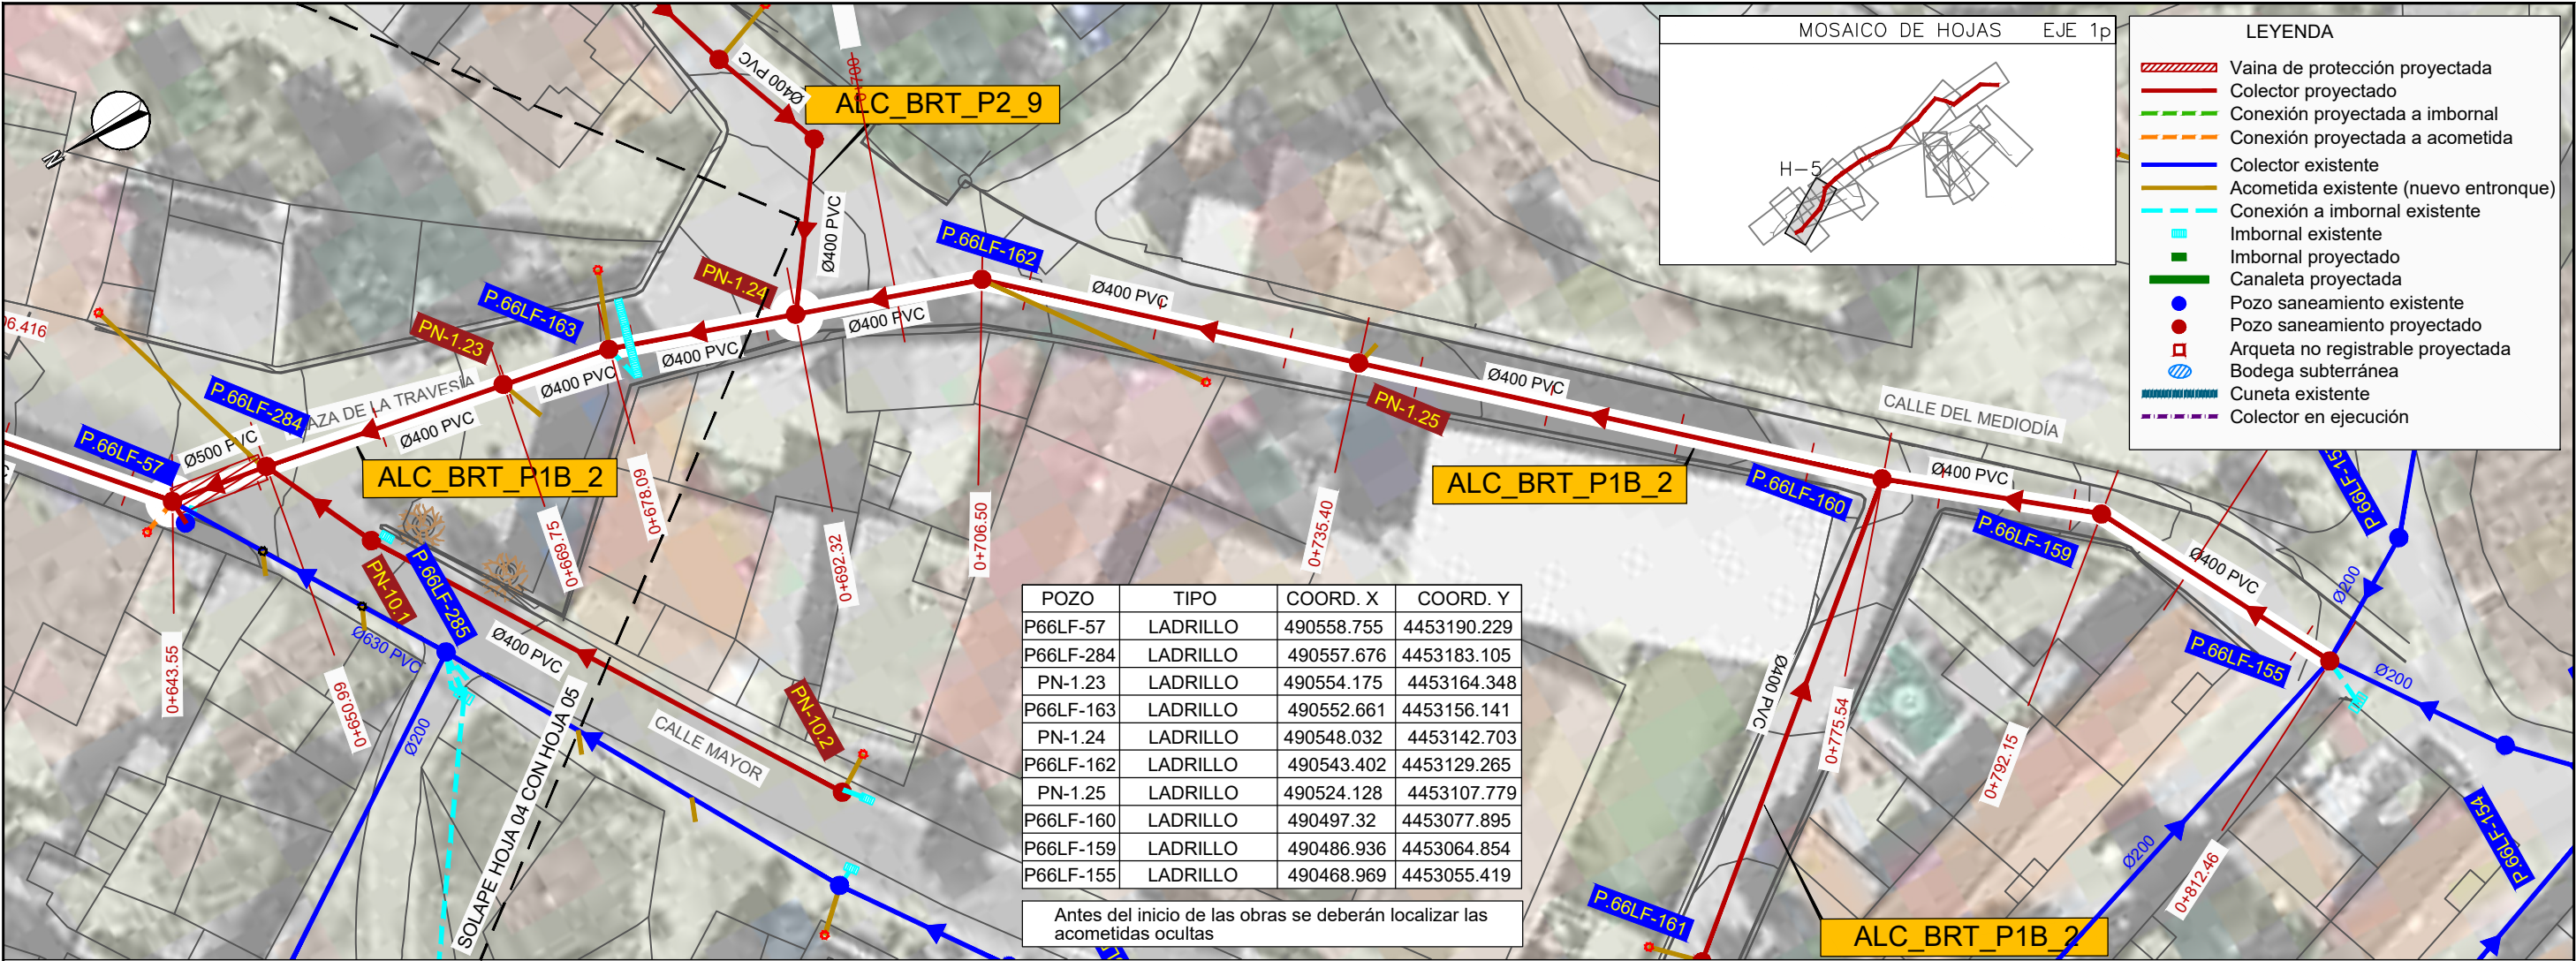 MOSAICO DE HOJAS EJE 1p
H-5
LEYENDA
Vaina de protección proyectada
Colector proyectado
Conexión proyectada a imbornal
Conexión proyectada a acometida
Colector existente
Acometida existente (nuevo entronque)
Conexión a imbornal existente
Imbornal existente
Imbornal proyectado
Canaleta proyectada
Pozo saneamiento existente
Pozo saneamiento proyectado
Arqueta no registrable proyectada
Bodega subterránea
Cuneta existente
Colector en ejecución
N
Ø400 PVC
0+700
ALC_BRT_P2_9
Ø400 PVC
P.66LF-162
PN-1.24
P.66LF-163
PN-1.23
06.416
Ø400 PVC
Ø400 PVC
Ø400 PVC
Ø400 PVC
Ø400 PVC
PN-1.25
CALLE DEL MEDIODÍA
AZA DE LA TRAVESÍA
P.66LF-284
Ø400 PVC
P.66LF-57
Ø500 PVC
ALC_BRT_P1B_2
ALC_BRT_P1B_2
P.66LF-160
Ø400 PVC
P.66LF-159
P.66LF-15
C
0+643.55
0+650.99
0+669.75
0+678.09
0+692.32
0+706.50
0+735.40
0+775.54
0+792.15
0+812.46
PN-10.1
P.66LF-285
Ø630 PVC
Ø400 PVC
Ø200
SOLAPE HOJA 04 CON HOJA 05
CALLE MAYOR
PN-10.2
Ø400 PVC
Ø400 PVC
Ø200
P.66LF-155
Ø200
Ø200
P.66LF-154
P.66LF-161
ALC_BRT_P1B_2
POZO TIPO COORD. X COORD. Y
P66LF-57 LADRILLO 490558.755 4453190.229
P66LF-284 LADRILLO 490557.676 4453183.105
PN-1.23 LADRILLO 490554.175 4453164.348
P66LF-163 LADRILLO 490552.661 4453156.141
PN-1.24 LADRILLO 490548.032 4453142.703
P66LF-162 LADRILLO 490543.402 4453129.265
PN-1.25 LADRILLO 490524.128 4453107.779
P66LF-160 LADRILLO 490497.32 4453077.895
P66LF-159 LADRILLO 490486.936 4453064.854
P66LF-155 LADRILLO 490468.969 4453055.419
Antes del inicio de las obras se deberán localizar las
acometidas ocultas